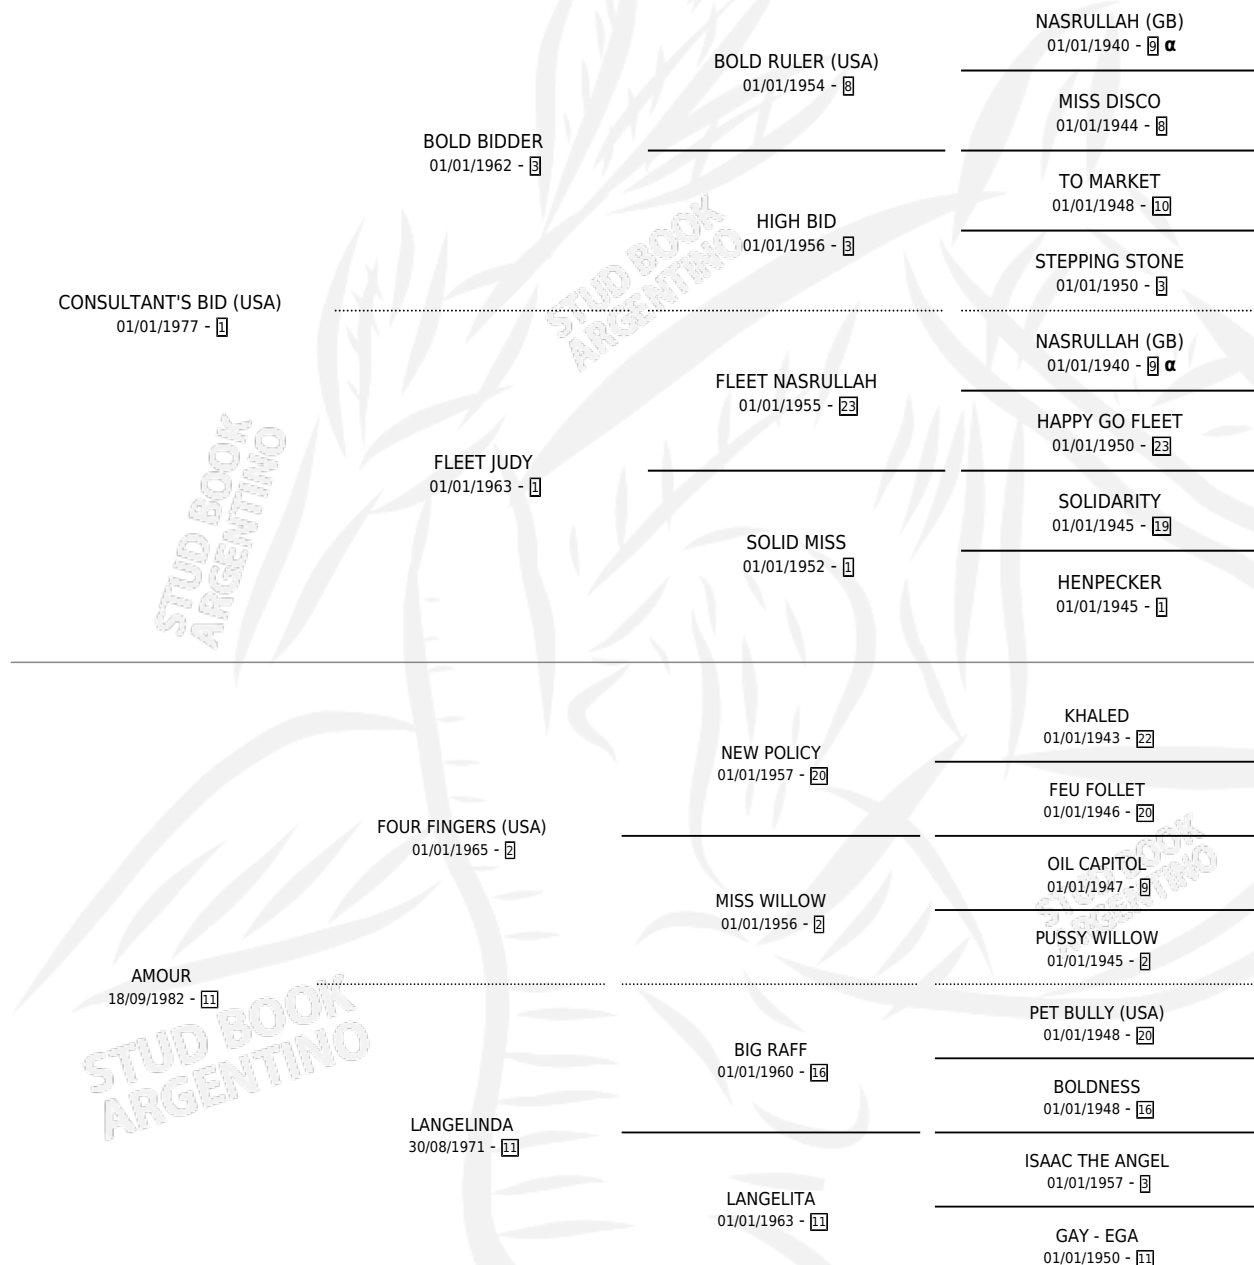 NASRULLAH (GB)
01/01/1940 - 9 α
BOLD RULER (USA)
01/01/1954 - 8
MISS DISCO
01/01/1944 - 8
BOLD BIDDER
01/01/1962 - 3
TO MARKET
01/01/1948 - 10
HIGH BID
01/01/1956 - 3
STEPPING STONE
01/01/1950 - 3
CONSULTANT'S BID (USA)
01/01/1977 - 1
NASRULLAH (GB)
01/01/1940 - 9 α
FLEET NASRULLAH
01/01/1955 - 23
HAPPY GO FLEET
01/01/1950 - 23
FLEET JUDY
01/01/1963 - 1
SOLIDARITY
01/01/1945 - 19
SOLID MISS
01/01/1952 - 1
HENPECKER
01/01/1945 - 1
KHALED
01/01/1943 - 22
NEW POLICY
01/01/1957 - 20
FEU FOLLET
01/01/1946 - 20
FOUR FINGERS (USA)
01/01/1965 - 2
OIL CAPITOL
01/01/1947 - 9
MISS WILLOW
01/01/1956 - 2
PUSSY WILLOW
01/01/1945 - 2
AMOUR
18/09/1982 - 11
PET BULLY (USA)
01/01/1948 - 20
BIG RAFF
01/01/1960 - 16
BOLDNESS
01/01/1948 - 16
LANGELINDA
30/08/1971 - 11
ISAAC THE ANGEL
01/01/1957 - 3
LANGELITA
01/01/1963 - 11
GAY - EGA
01/01/1950 - 11
STUD BOOK
ARGENTINO
STUD BOOK
ARGENTINO
STUD BOOK
ARGENTINO
STUD BOOK
ARGENTINO